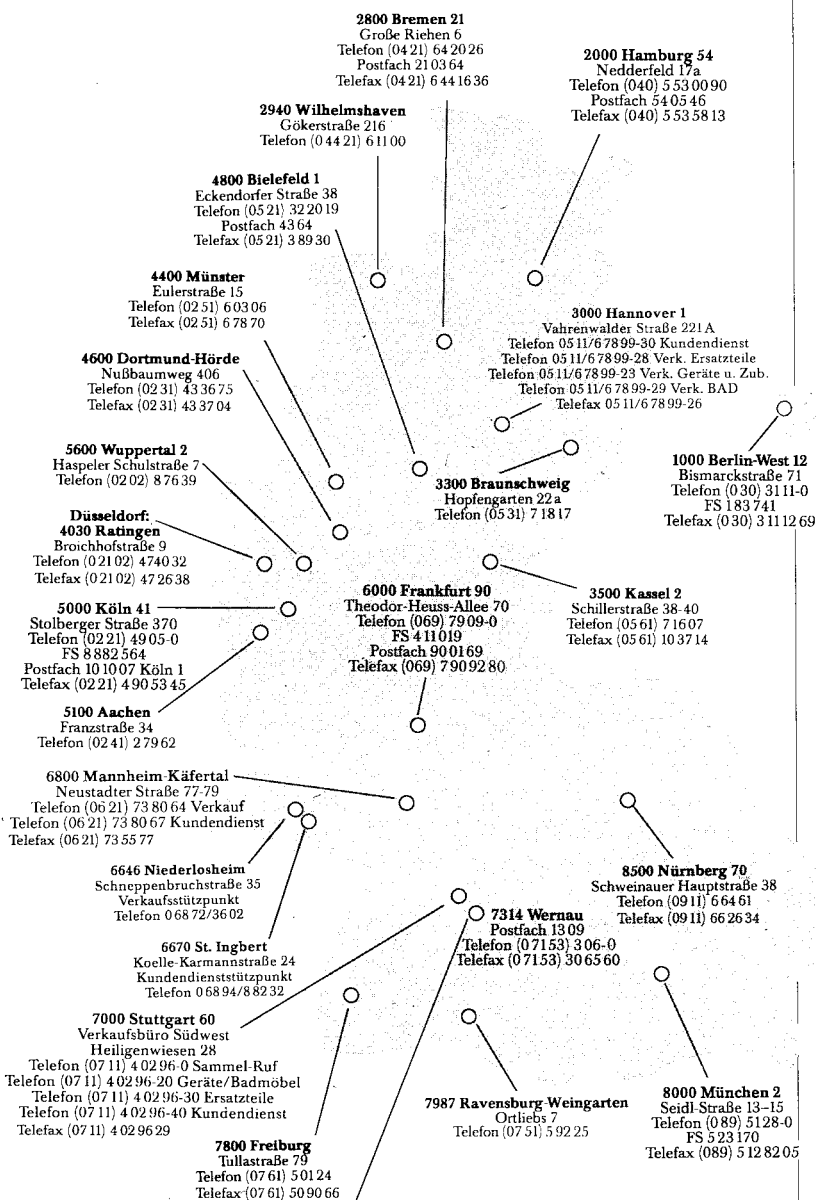 2800 Bremen 21
Große Riehen 6
Telefon (04 21) 64 20 26
Postfach 21 03 64
Telefax (04 21) 6 44 16 36
2000 Hamburg 54
Nedderfeld 17a
Telefon (040) 5 53 00 90
Postfach 54 05 46
Telefax (040) 5 53 58 13
2940 Wilhelmshaven
Gökerstraße 216
Telefon (0 44 21) 6 11 00
4800 Bielefeld 1
Eckendorfer Straße 38
Telefon (05 21) 32 20 19
Postfach 43 64
Telefax (05 21) 3 89 30
4400 Münster
Eulerstraße 15
Telefon (02 51) 6 03 06
Telefax (02 51) 6 78 70
3000 Hannover 1
Vahrenwalder Straße 221 A
Telefon 05 11/6 78 99-30 Kundendienst
Telefon 05 11/6 78 99-28 Verk. Ersatzteile
Telefon 05 11/6 78 99-23 Verk. Geräte u. Zub.
Telefon 05 11/6 78 99-29 Verk. BAD
Telefax 05 11/6 78 99-26
4600 Dortmund-Hörde
Nußbaumweg 406
Telefon (02 31) 43 36 75
Telefax (02 31) 43 37 04
5600 Wuppertal 2
Haspeler Schulstraße 7
Telefon (02 02) 8 76 39
3300 Braunschweig
Hopfengarten 22 a
Telefon (05 31) 7 18 17
1000 Berlin-West 12
Bismarckstraße 71
Telefon (0 30) 31 11-0
FS 183 741
Telefax (0 30) 3 11 12 69
Düsseldorf:
4030 Ratingen
Broichhofstraße 9
Telefon (0 21 02) 47 40 32
Telefax (0 21 02) 47 26 38
5000 Köln 41
Stolberger Straße 370
Telefon (02 21) 49 05-0
FS 8 882 564
Postfach 10 10 07 Köln 1
Telefax (02 21) 4 90 53 45
6000 Frankfurt 90
Theodor-Heuss-Allee 70
Telefon (069) 79 09-0
FS 4 11 019
Postfach 90 01 69
Telefax (069) 7 90 92 80
3500 Kassel 2
Schillerstraße 38-40
Telefon (05 61) 7 16 07
Telefax (05 61) 10 37 14
5100 Aachen
Franzstraße 34
Telefon (02 41) 2 79 62
6800 Mannheim-Käfertal
Neustadter Straße 77-79
Telefon (06 21) 73 80 64 Verkauf
Telefon (06 21) 73 80 67 Kundendienst
Telefax (06 21) 73 55 77
6646 Niederlosheim
Schneppenbruchstraße 35
Verkaufsstützpunkt
Telefon 0 68 72/36 02
8500 Nürnberg 70
Schweinauer Hauptstraße 38
Telefon (09 11) 6 64 61
Telefax (09 11) 66 26 34
7314 Wernau
Postfach 13 09
Telefon (0 71 53) 3 06-0
Telefax (0 71 53) 30 65 60
6670 St. Ingbert
Koelle-Karmannstraße 24
Kundendienststützpunkt
Telefon 0 68 94/8 82 32
7000 Stuttgart 60
Verkaufsbüro Südwest
Heiligenwiesen 28
Telefon (07 11) 4 02 96-0 Sammel-Ruf
Telefon (07 11) 4 02 96-20 Geräte/Badmöbel
Telefon (07 11) 4 02 96-30 Ersatzteile
Telefon (07 11) 4 02 96-40 Kundendienst
Telefax (07 11) 4 02 96 29
7987 Ravensburg-Weingarten
Ortliebs 7
Telefon (07 51) 5 92 25
8000 München 2
Seidl-Straße 13–15
Telefon (0 89) 51 28-0
FS 5 23 170
Telefax (089) 5 12 82 05
7800 Freiburg
Tullastraße 79
Telefon (07 61) 5 01 24
Telefax (07 61) 50 90 66